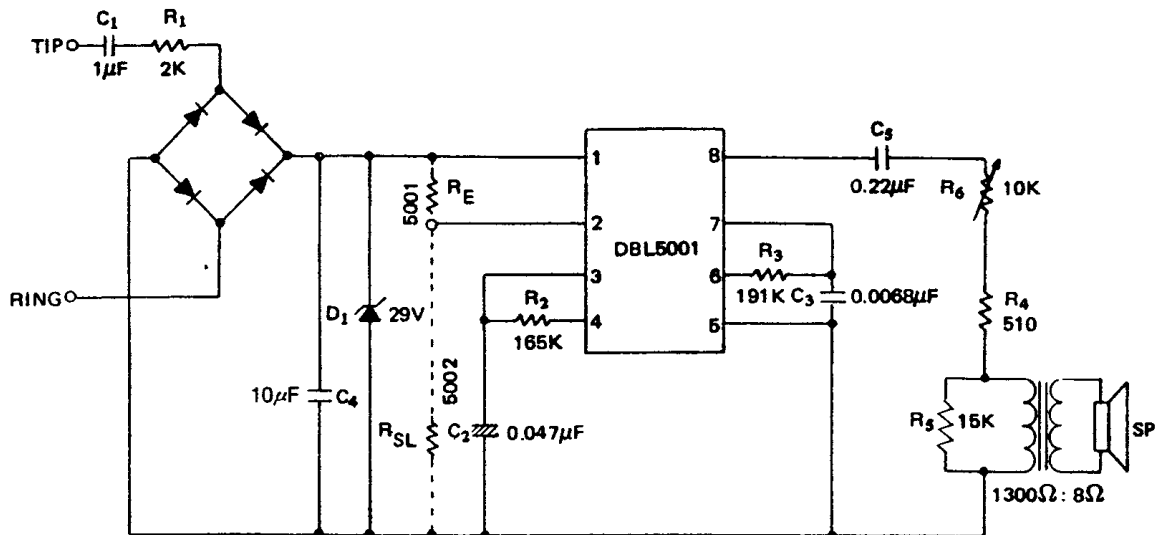 C1
R1
TIP
1µF
2K
RING
D1
29V
10µF
C4
5001
RE
5002
RSL
C2
0.047µF
R2
165K
1
2
3
4
DBL5001
8
7
6
5
R3
191K
C3
0.0068µF
C5
0.22µF
R6
10K
R4
510
R5
15K
SP
1300Ω : 8Ω